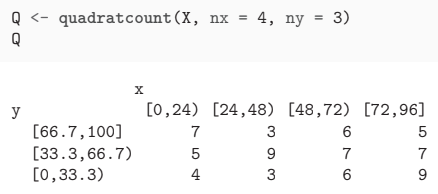 Q <- quadratcount(X, nx = 4, ny = 3)
Q
x
y [0,24) [24,48) [48,72) [72,96]
[66.7,100] 7 3 6 5
[33.3,66.7) 5 9 7 7
[0,33.3) 4 3 6 9